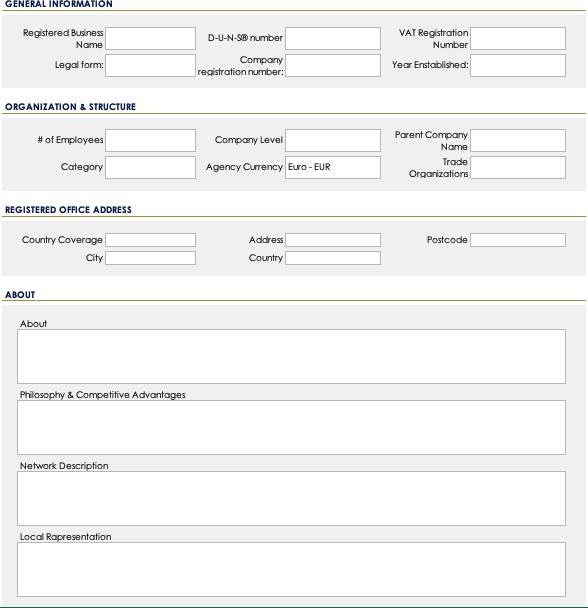 GENERAL INFORMATION
Registered Business Name
D-U-N-S® number
VAT Registration Number
Legal form:
Company registration number:
Year Enstablished:
ORGANIZATION & STRUCTURE
# of Employees
Company Level
Parent Company Name
Category
Agency Currency Euro - EUR
Trade Organizations
REGISTERED OFFICE ADDRESS
Country Coverage
Address
Postcode
City
Country
ABOUT
About
Philosophy & Competitive Advantages
Network Description
Local Rapresentation